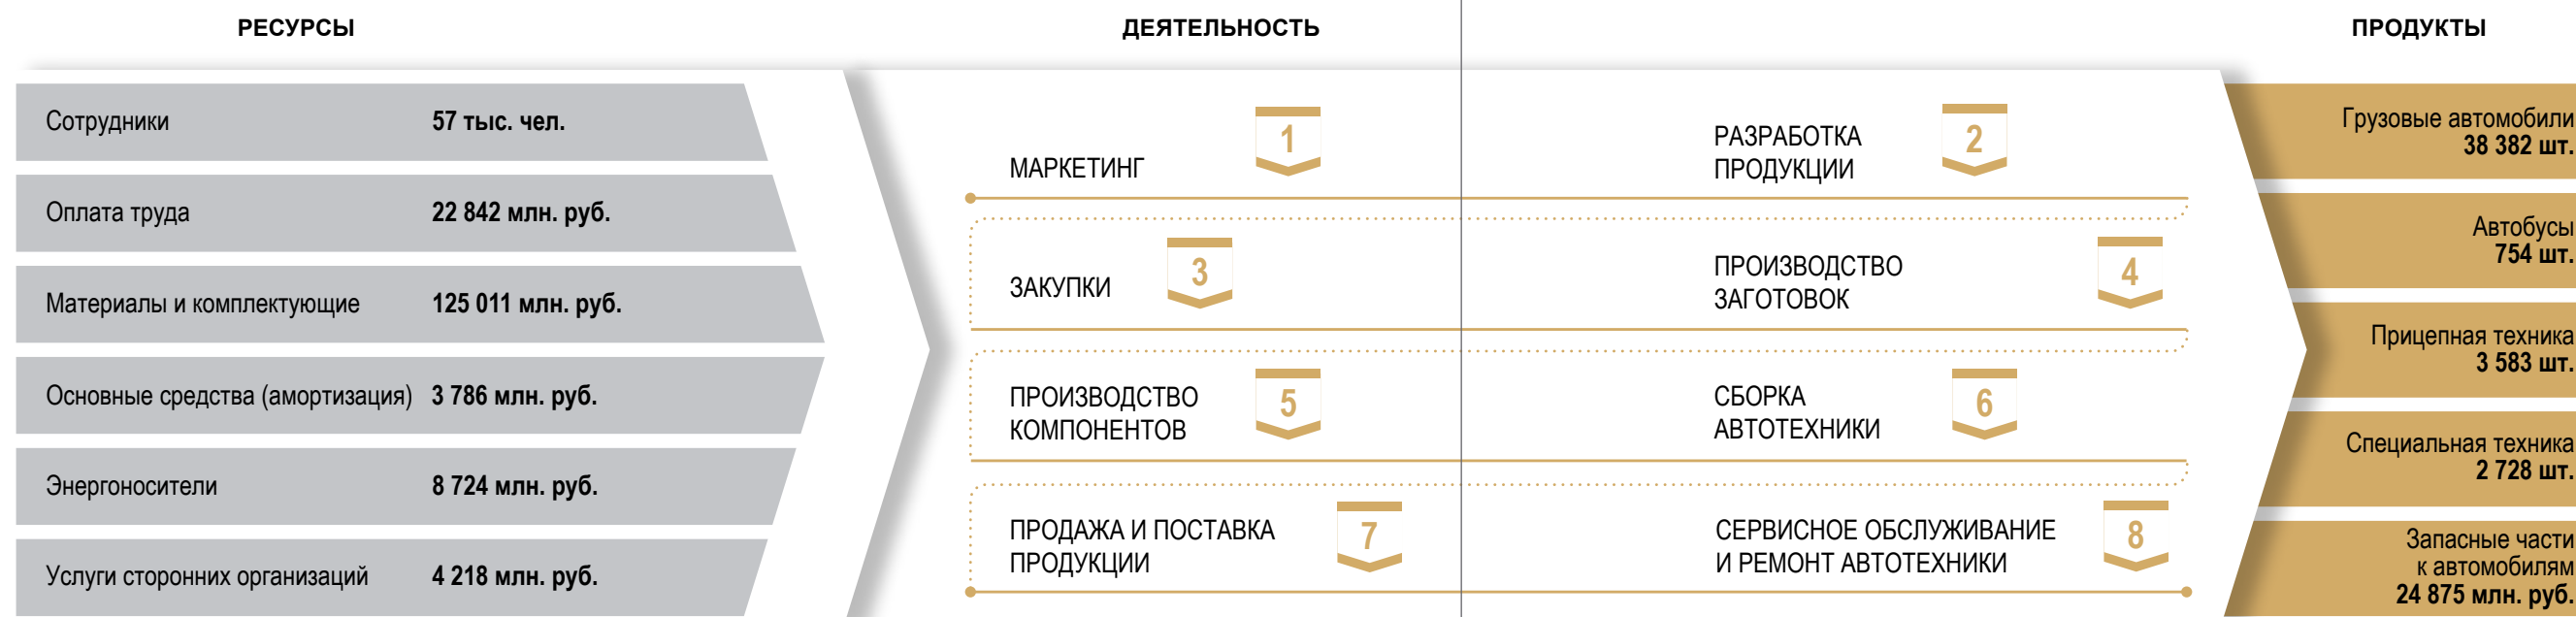 РЕСУРСЫ
ДЕЯТЕЛЬНОСТЬ
ПРОДУКТЫ
Сотрудники 57 тыс. чел.
Оплата труда 22 842 млн. руб.
Материалы и комплектующие 125 011 млн. руб.
Основные средства (амортизация) 3 786 млн. руб.
Энергоносители 8 724 млн. руб.
Услуги сторонних организаций 4 218 млн. руб.
МАРКЕТИНГ
1
РАЗРАБОТКА
ПРОДУКЦИИ
2
ЗАКУПКИ
3
ПРОИЗВОДСТВО
ЗАГОТОВОК
4
ПРОИЗВОДСТВО
КОМПОНЕНТОВ
5
СБОРКА
АВТОТЕХНИКИ
6
ПРОДАЖА И ПОСТАВКА
ПРОДУКЦИИ
7
СЕРВИСНОЕ ОБСЛУЖИВАНИЕ
И РЕМОНТ АВТОТЕХНИКИ
8
Грузовые автомобили
38 382 шт.
Автобусы
754 шт.
Прицепная техника
3 583 шт.
Специальная техника
2 728 шт.
Запасные части
к автомобилям
24 875 млн. руб.